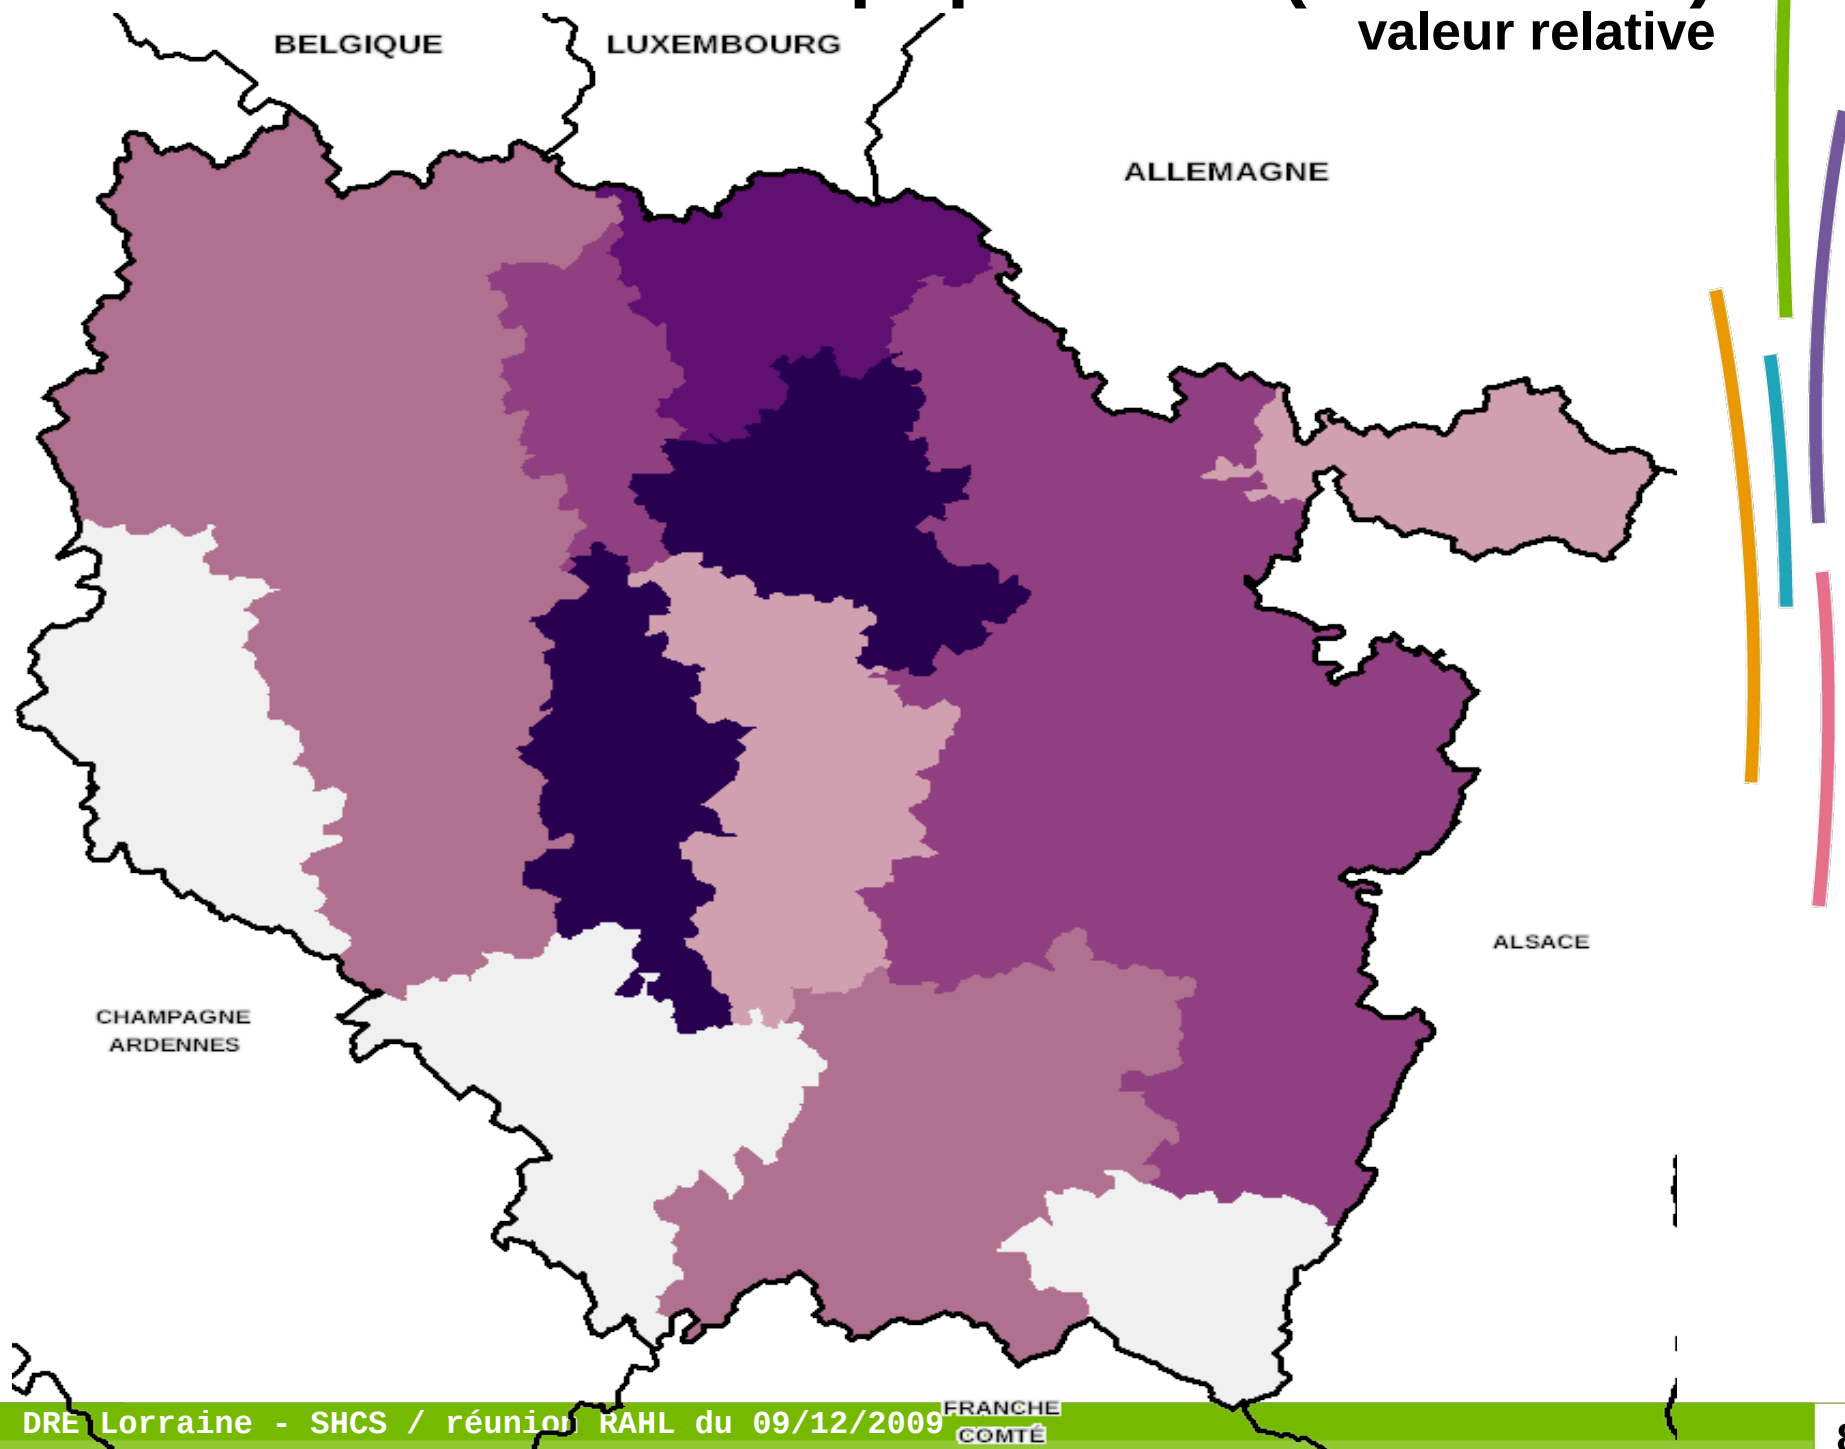 valeur relative
BELGIQUE
LUXEMBOURG
ALLEMAGNE
ALSACE
CHAMPAGNE
ARDENNES
FRANCHE
COMTÉ
DRE Lorraine - SHCS / réunion RAHL du 09/12/2009